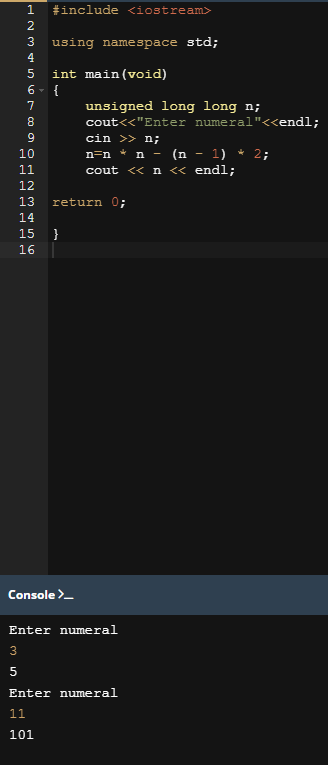 1 #include <iostream>
2
3 using namespace std;
4
5 int main(void)
6 {
7 unsigned long long n;
8 cout<<"Enter numeral"<<endl;
9 cin >> n;
10 n=n * n - (n - 1) * 2;
11 cout << n << endl;
12
13 return 0;
14
15 }
16
Console >_
Enter numeral
3
5
Enter numeral
11
101